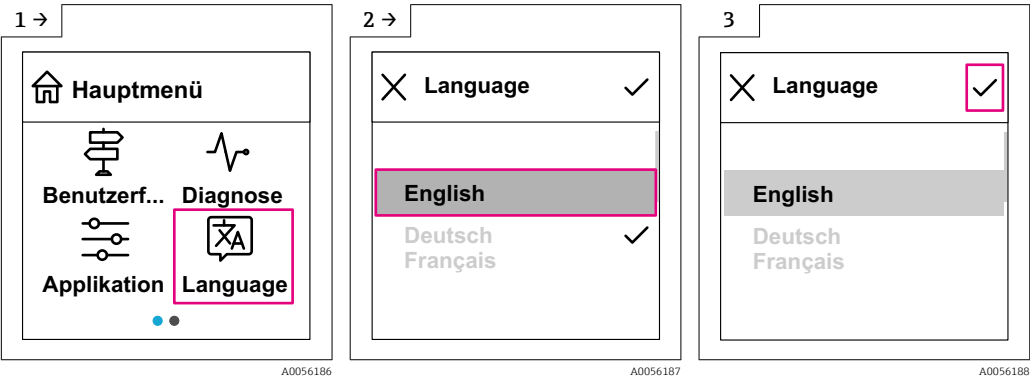 1 →
Hauptmenü
Benutzerf... Diagnose
Applikation Language
A0056186
2 →
Language
English
Deutsch
Français
A0056187
3
Language
English
Deutsch
Français
A0056188